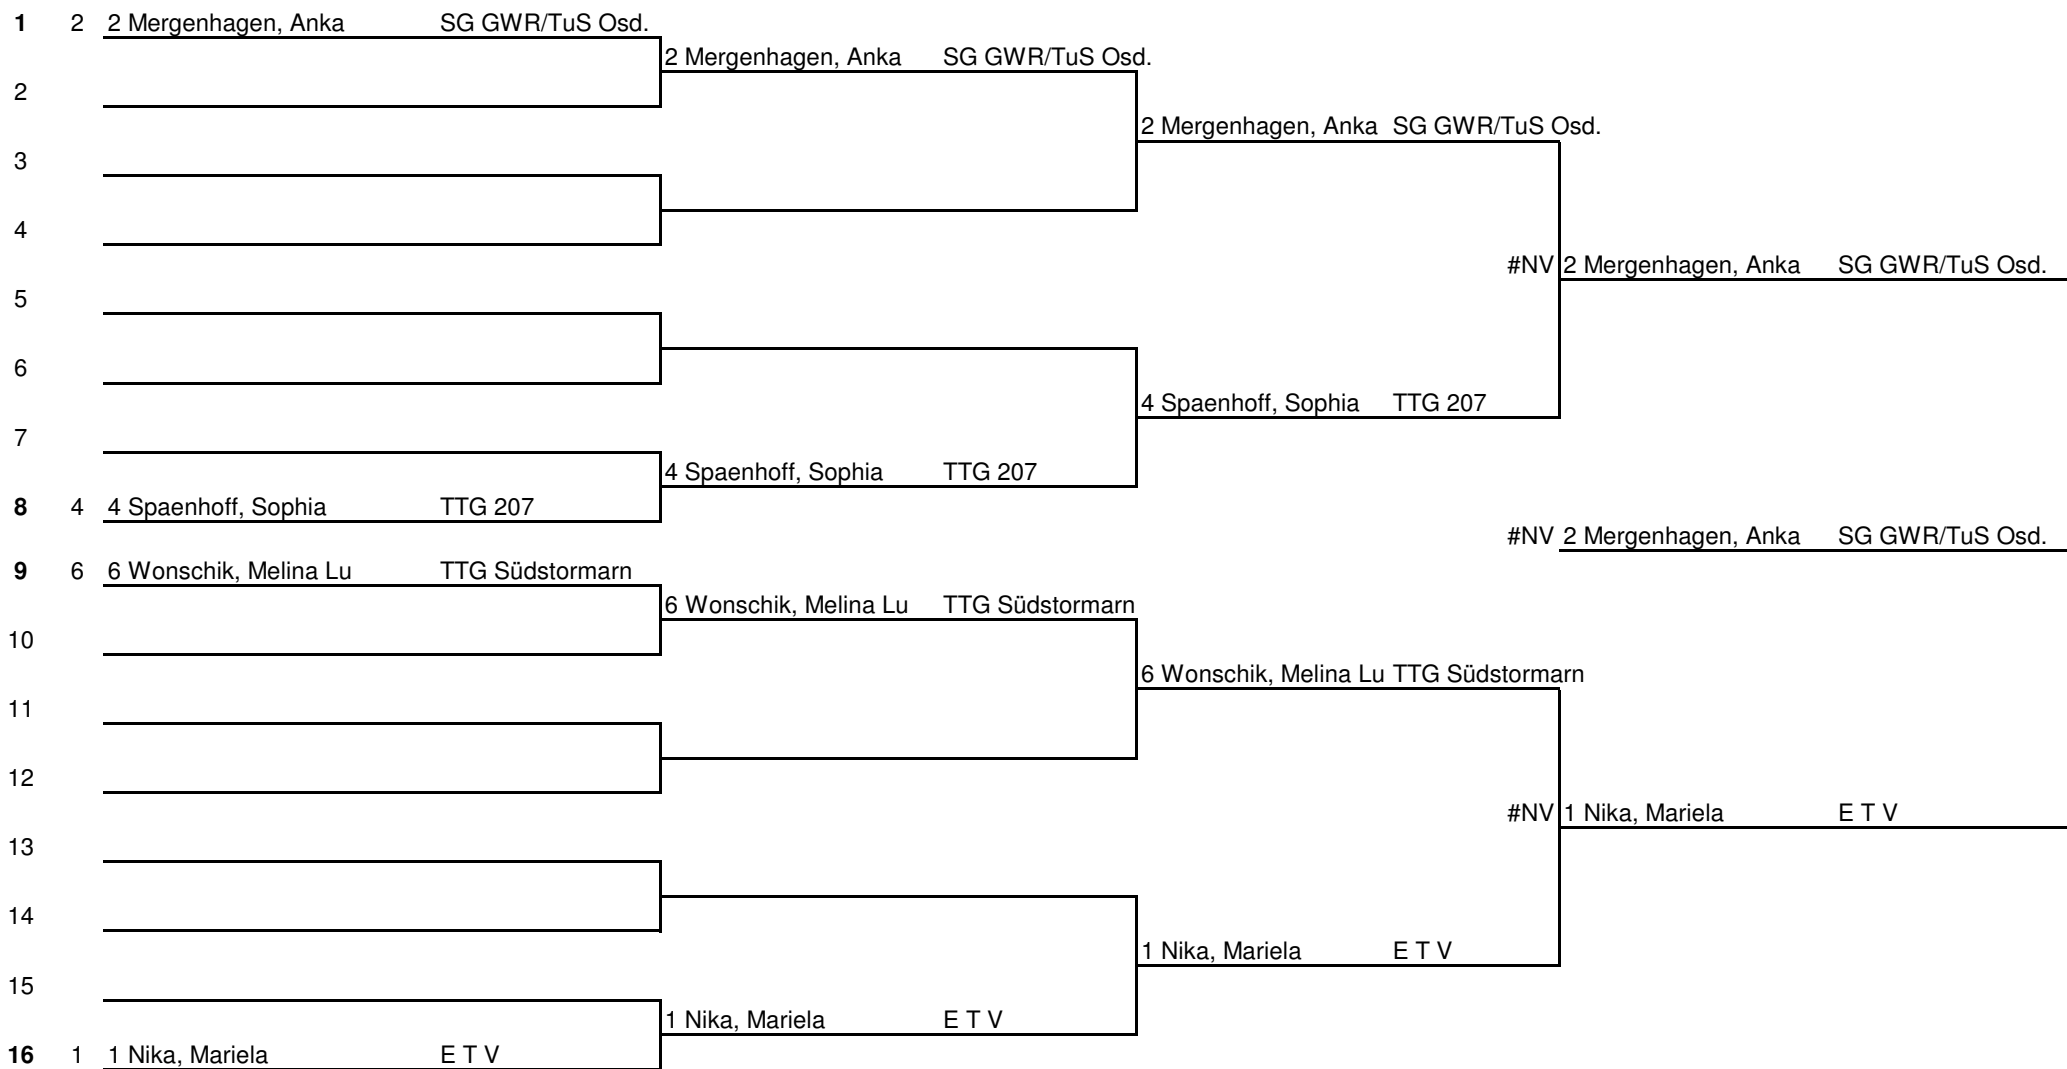 1 2 2 Mergenhagen, Anka SG GWR/TuS Osd.
2 Mergenhagen, Anka SG GWR/TuS Osd.
2
2 Mergenhagen, Anka SG GWR/TuS Osd.
3
4
#NV 2 Mergenhagen, Anka SG GWR/TuS Osd.
5
6
4 Spaenhoff, Sophia TTG 207
7
4 Spaenhoff, Sophia TTG 207
8 4 4 Spaenhoff, Sophia TTG 207
#NV 2 Mergenhagen, Anka SG GWR/TuS Osd.
9 6 6 Wonschik, Melina Lu TTG Südstormarn
6 Wonschik, Melina Lu TTG Südstormarn
10
6 Wonschik, Melina Lu TTG Südstormarn
11
12
#NV 1 Nika, Mariela E T V
13
14
1 Nika, Mariela E T V
15
1 Nika, Mariela E T V
16 1 1 Nika, Mariela E T V